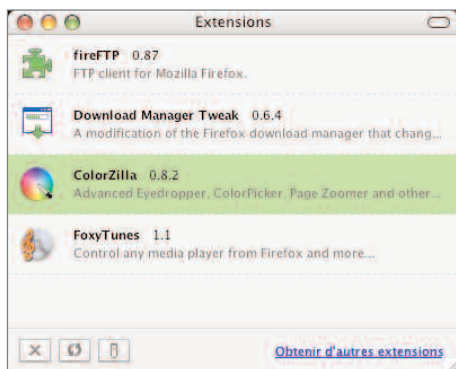 Extensions
fireFTP 0.87
FTP client for Mozilla Firefox.
Download Manager Tweak 0.6.4
A modification of the Firefox download manager that chang...
ColorZilla 0.8.2
Advanced Eyedropper, ColorPicker, Page Zoomer and other...
FoxyTunes 1.1
Control any media player from Firefox and more...
Obtenir d'autres extensions